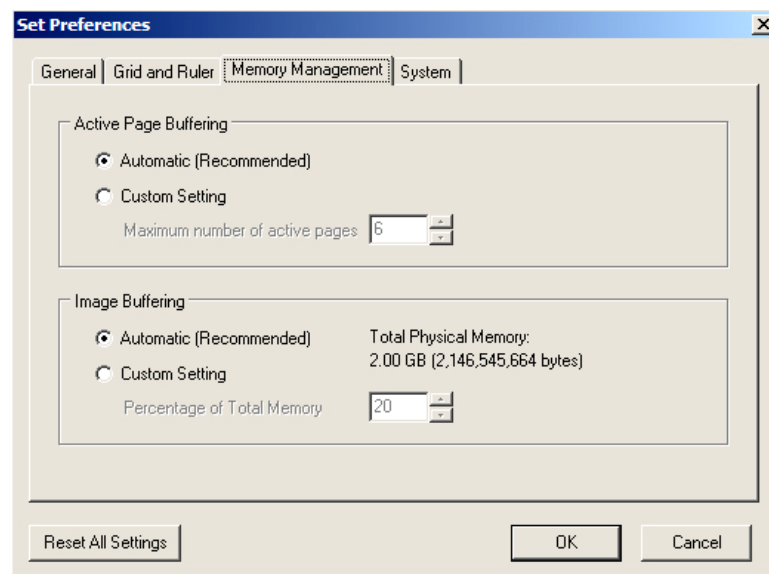 Set Preferences
General Grid and Ruler Memory Management System
Active Page Buffering
Automatic (Recommended)
Custom Setting
Maximum number of active pages 6
Image Buffering
Automatic (Recommended) Total Physical Memory:
2.00 GB (2,146,545,664 bytes)
Custom Setting
Percentage of Total Memory 20
Reset All Settings OK Cancel